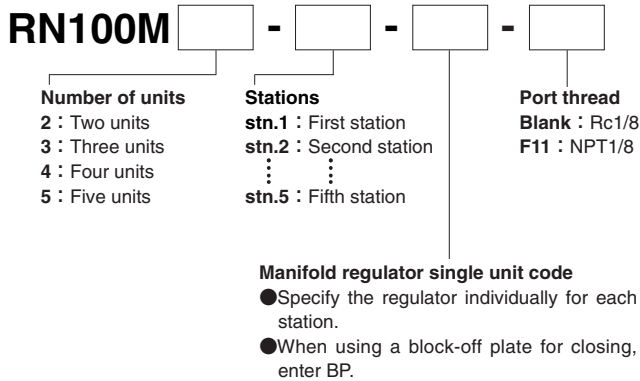 RN100M - - -
Number of units
2：Two units
3：Three units
4：Four units
5：Five units
Stations
stn.1：First station
stn.2：Second station
stn.5：Fifth station
Port thread
Blank：Rc1/8
F11：NPT1/8
Manifold regulator single unit code
●Specify the regulator individually for each
station.
●When using a block-off plate for closing,
enter BP.